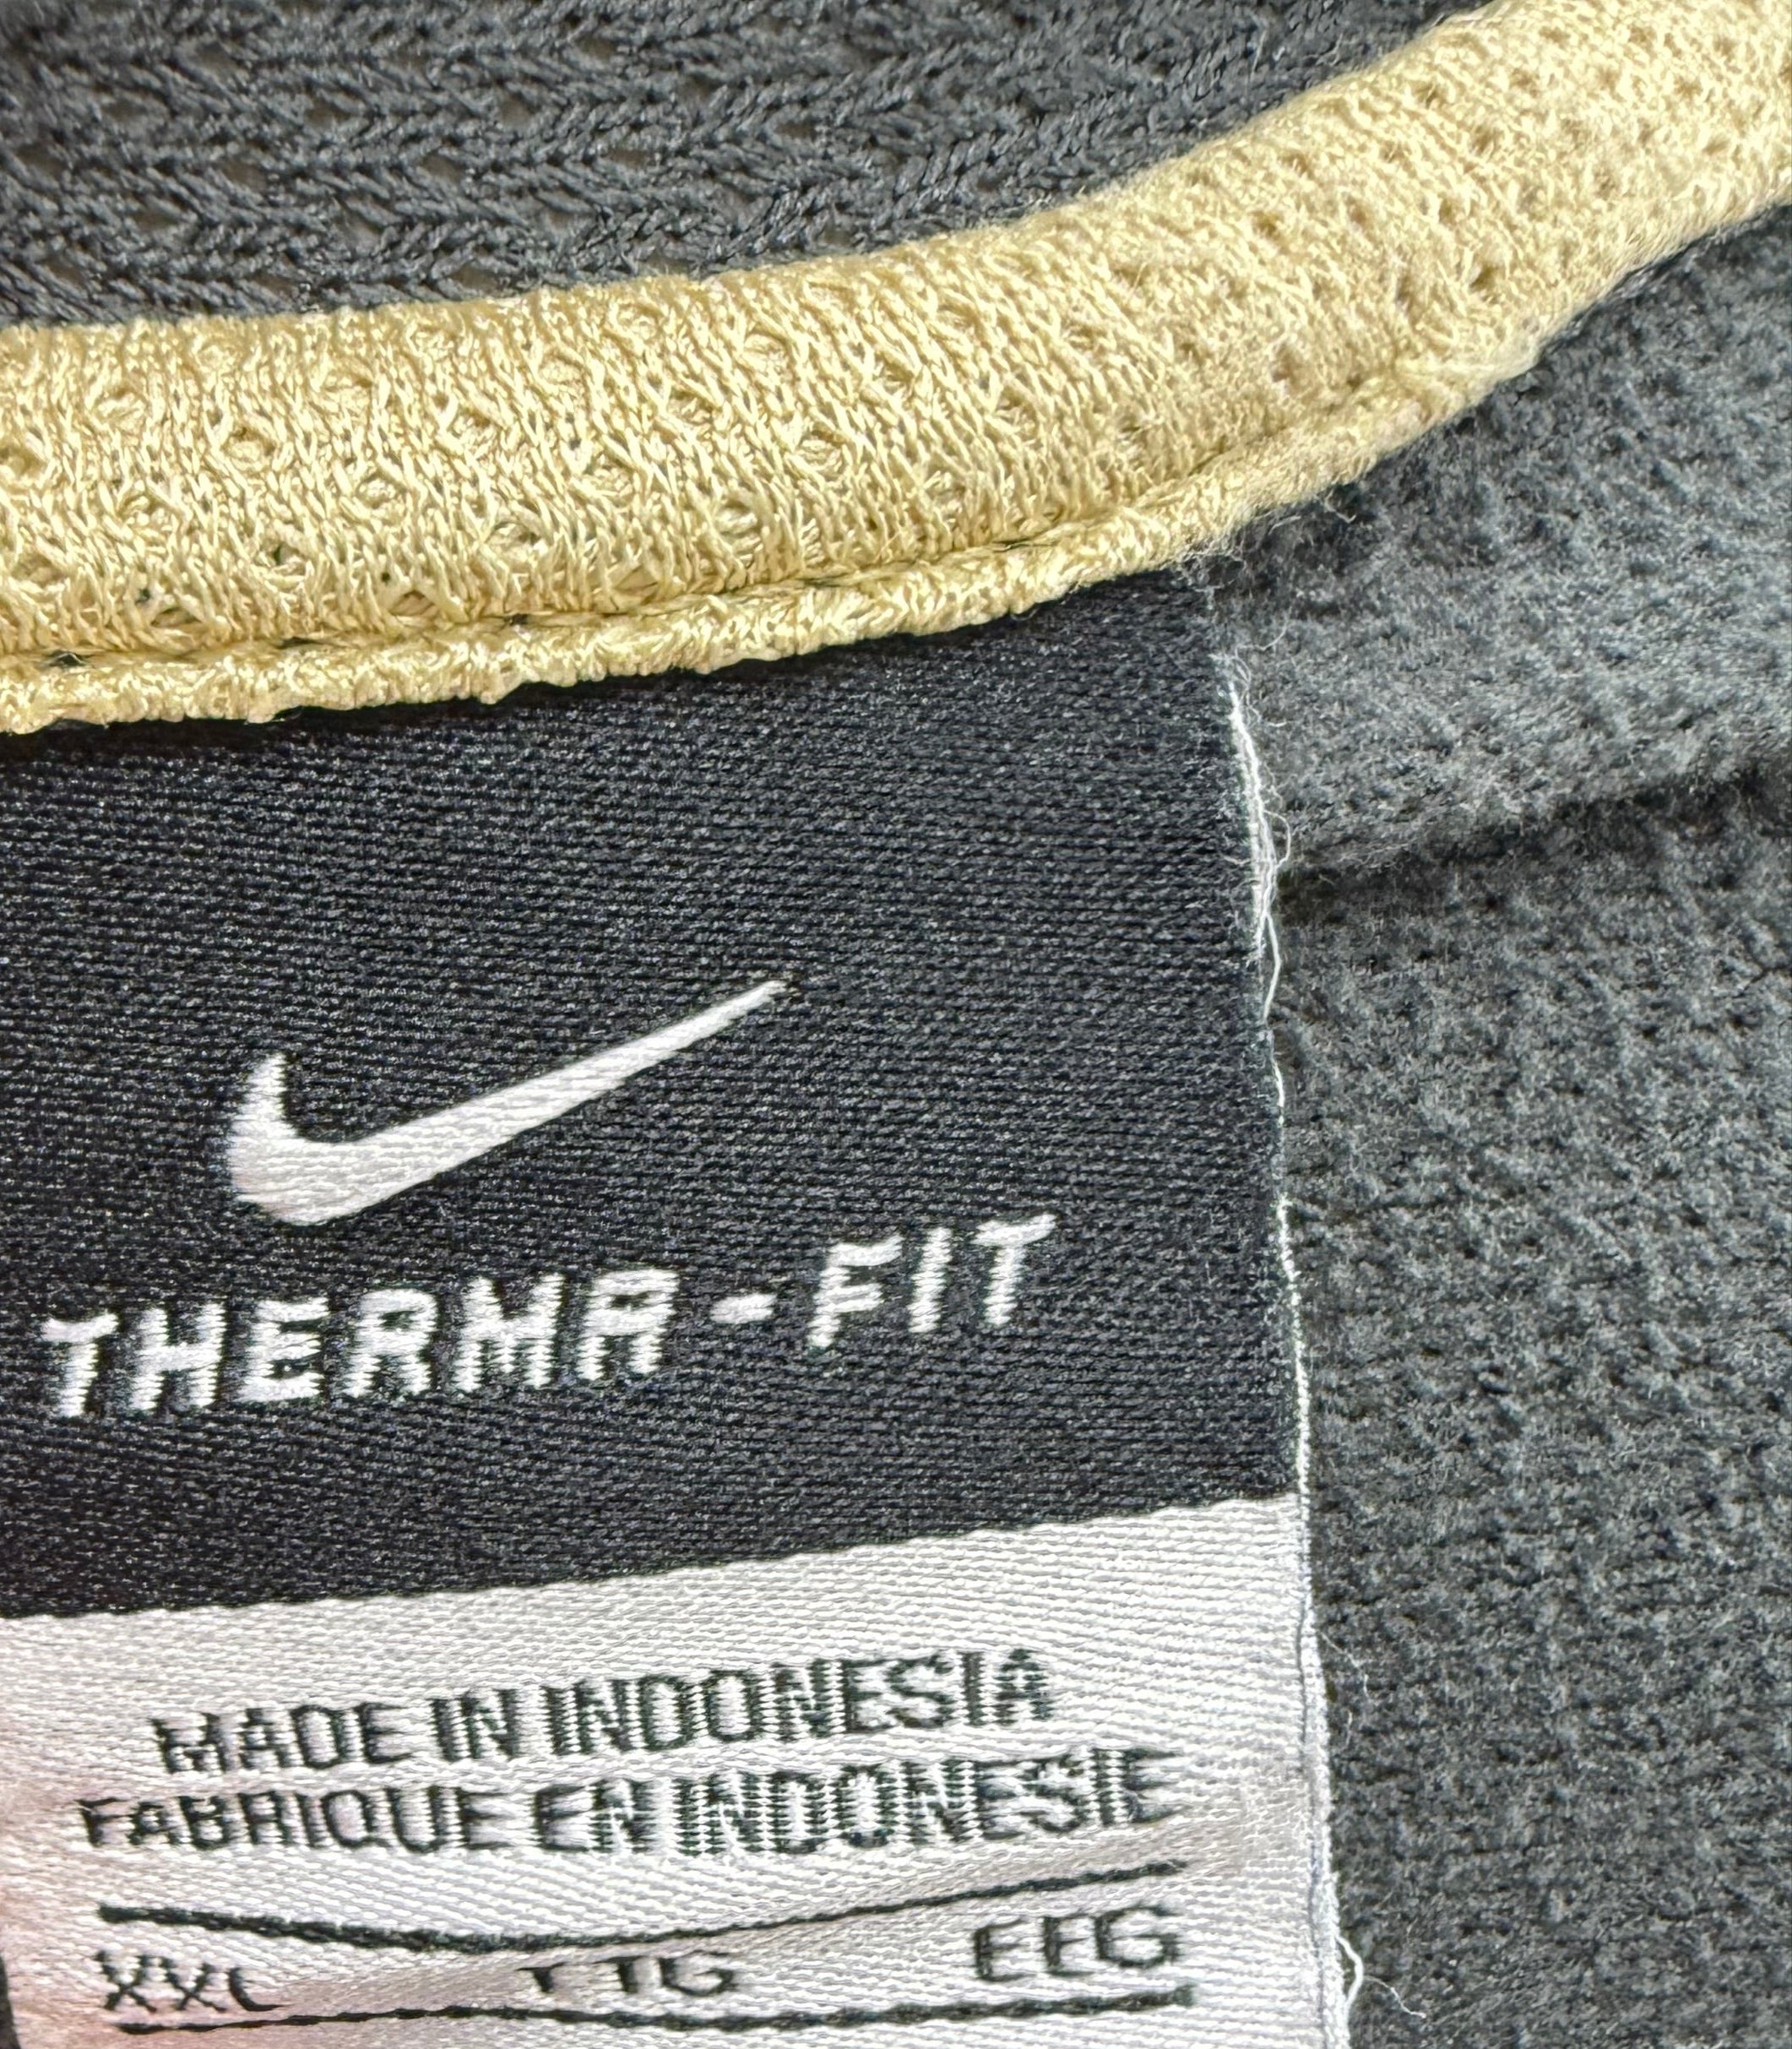 THERMA-FIT
MADE IN INDONESIA
FABRIQUE EN INDONESIE
XXL TTG EEG